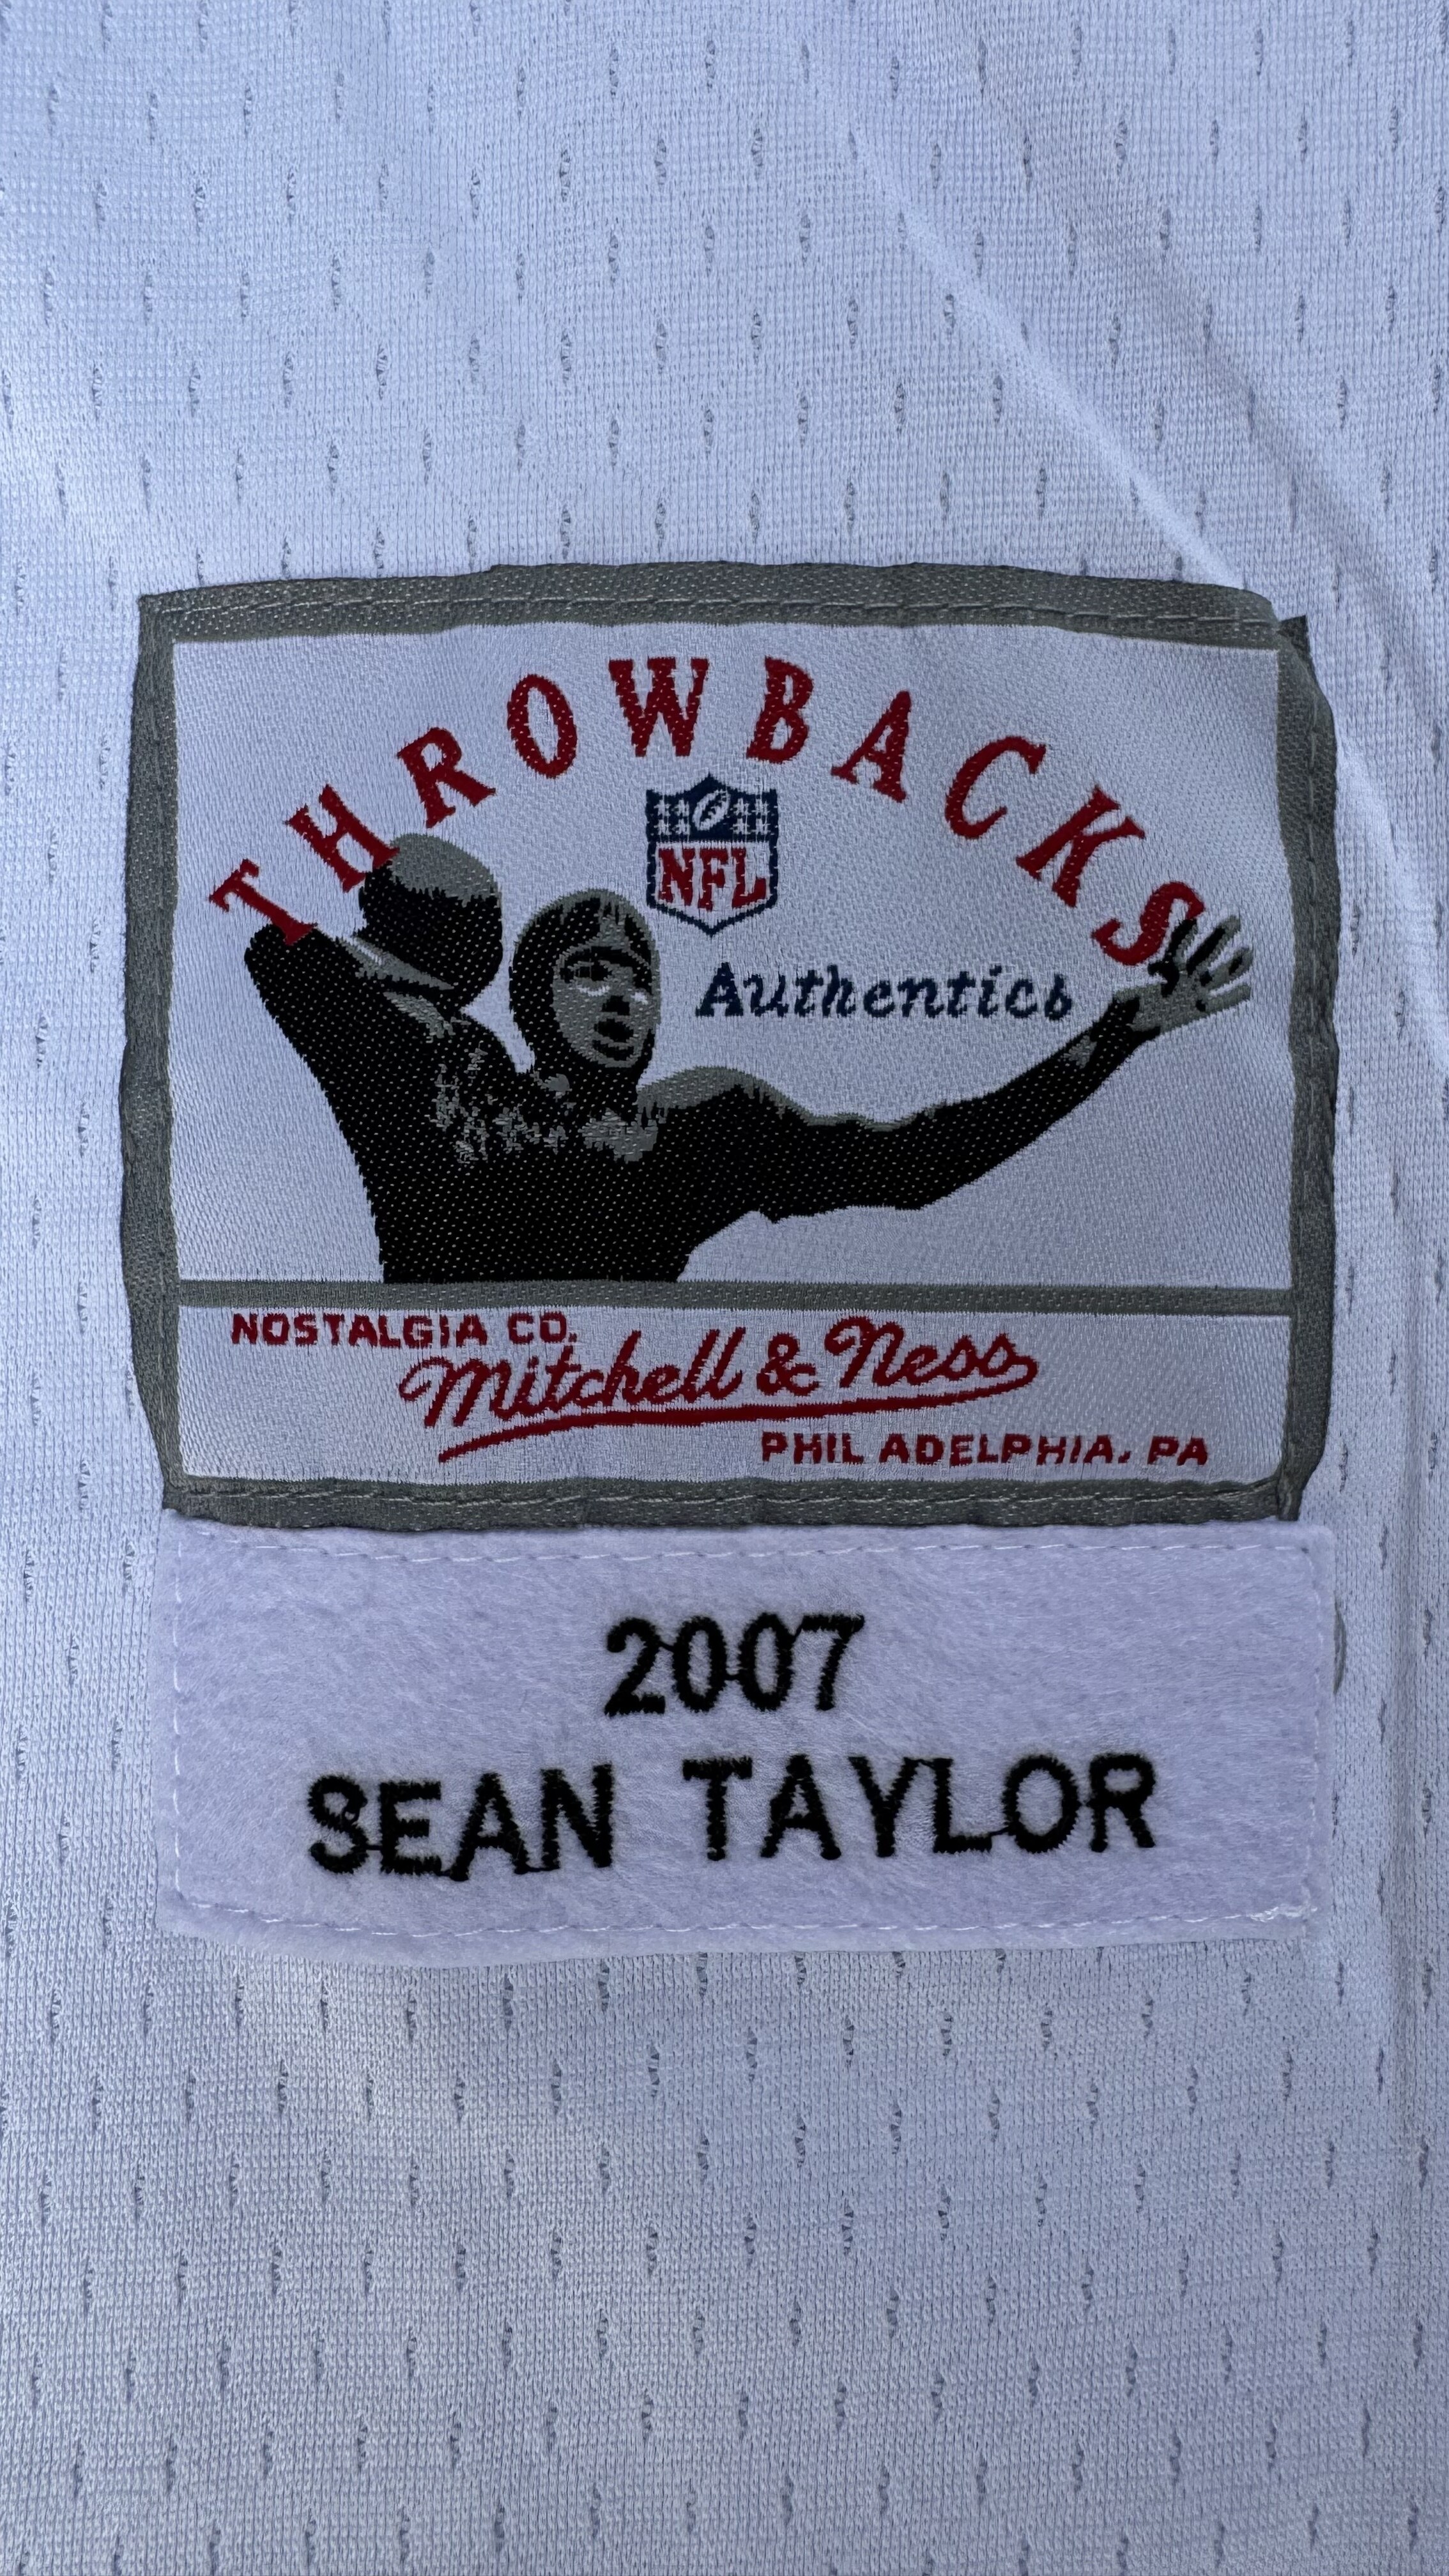 THROWBACKS
NFL
Authentics
NOSTALGIA CO.
Mitchell & Ness
PHILADELPHIA, PA
2007
SEAN TAYLOR